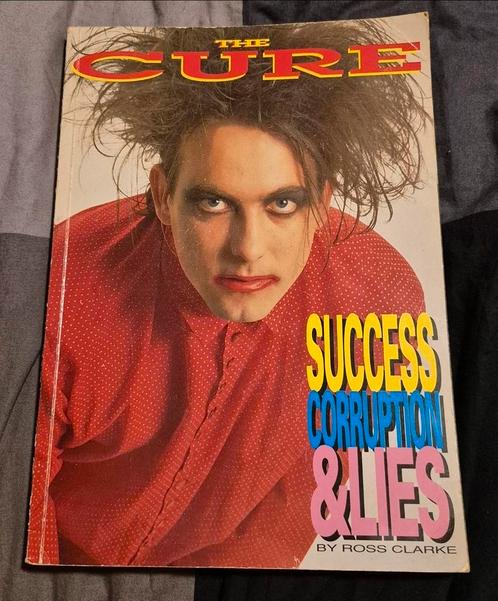 THE
CURE
SUCCESS
CORRUPTION
&LIES
BY ROSS CLARKE